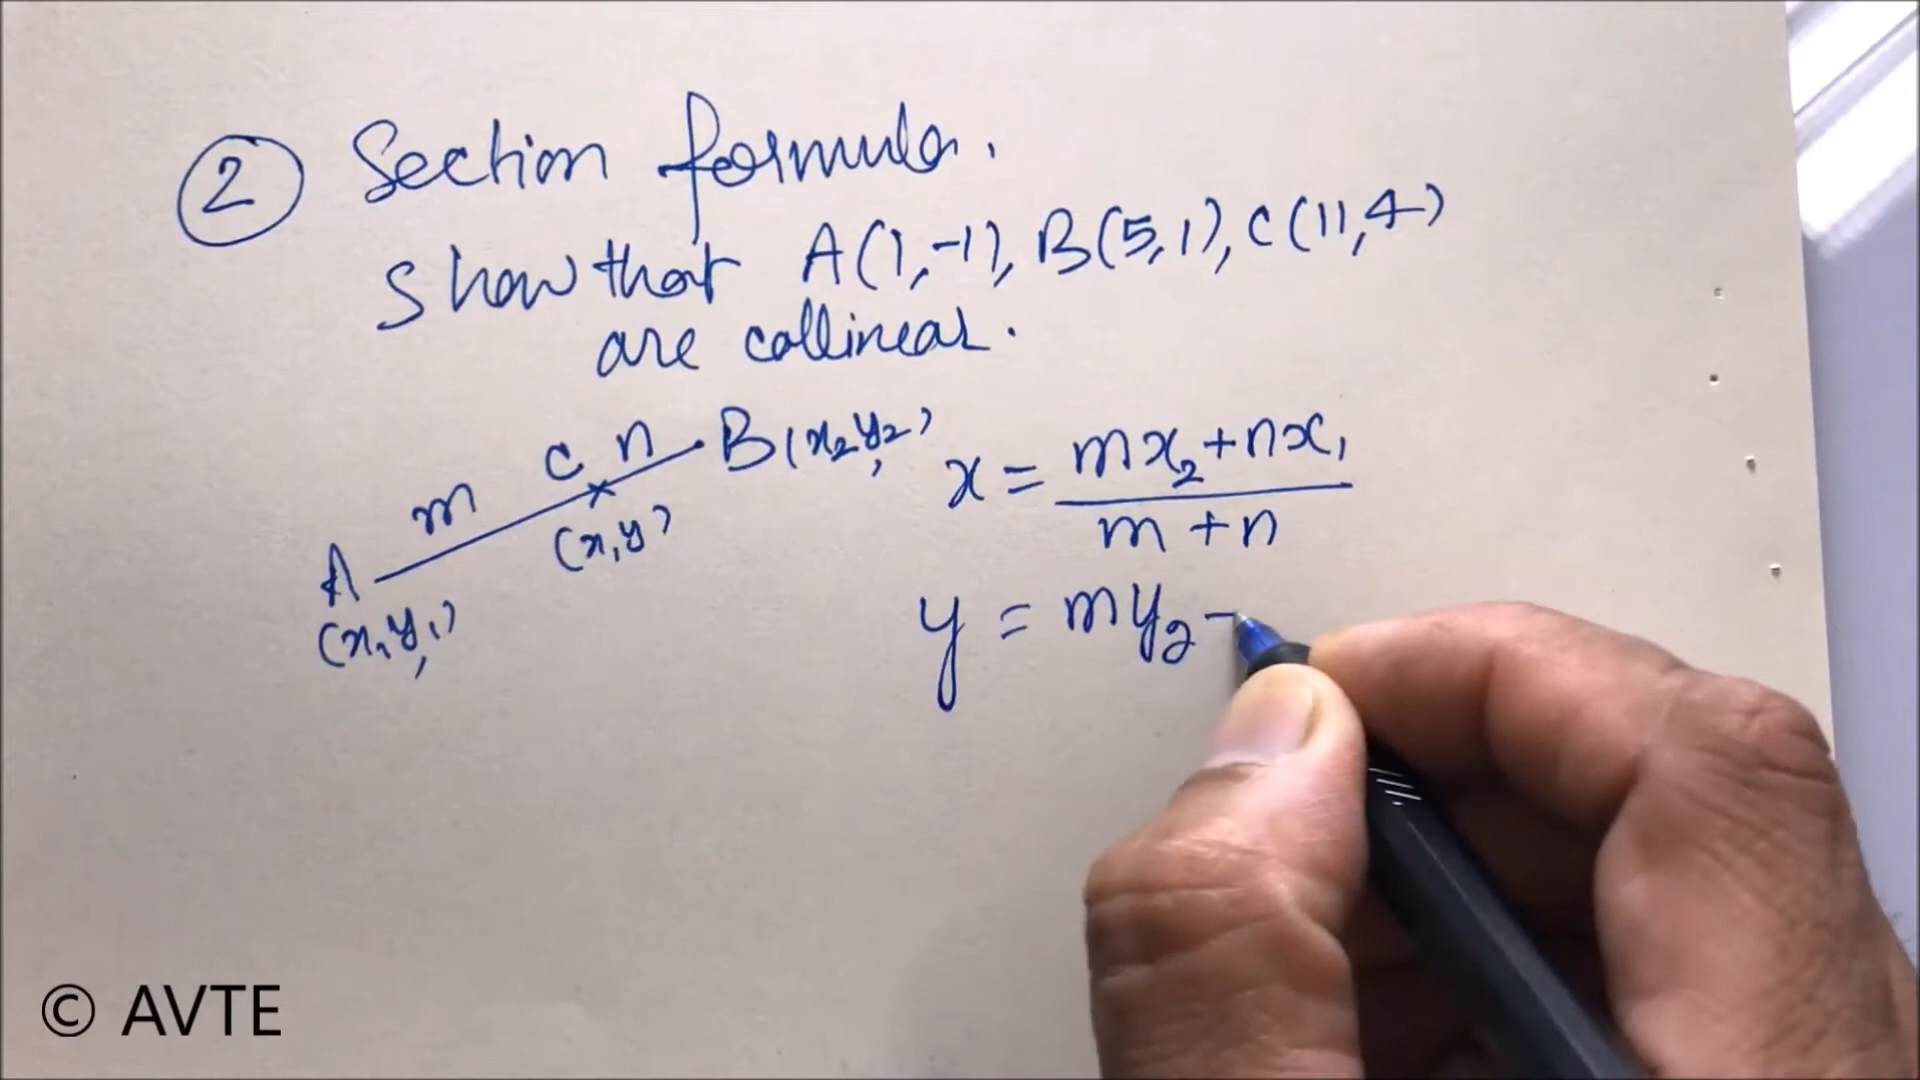 ② Section formula.
Show that A(1,-1), B(5,1), C(11,4)
are collinear.
m C n B(x₂,y₂)
A (x,y)
(x₁,y₁)
x = mx₂+nx₁
m+n
y = my₂ -
© AVTE